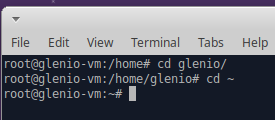 File Edit View Terminal Tabs Help
root@glenio-vm:/home# cd glenio/
root@glenio-vm:/home/glenio# cd ~
root@glenio-vm:~#